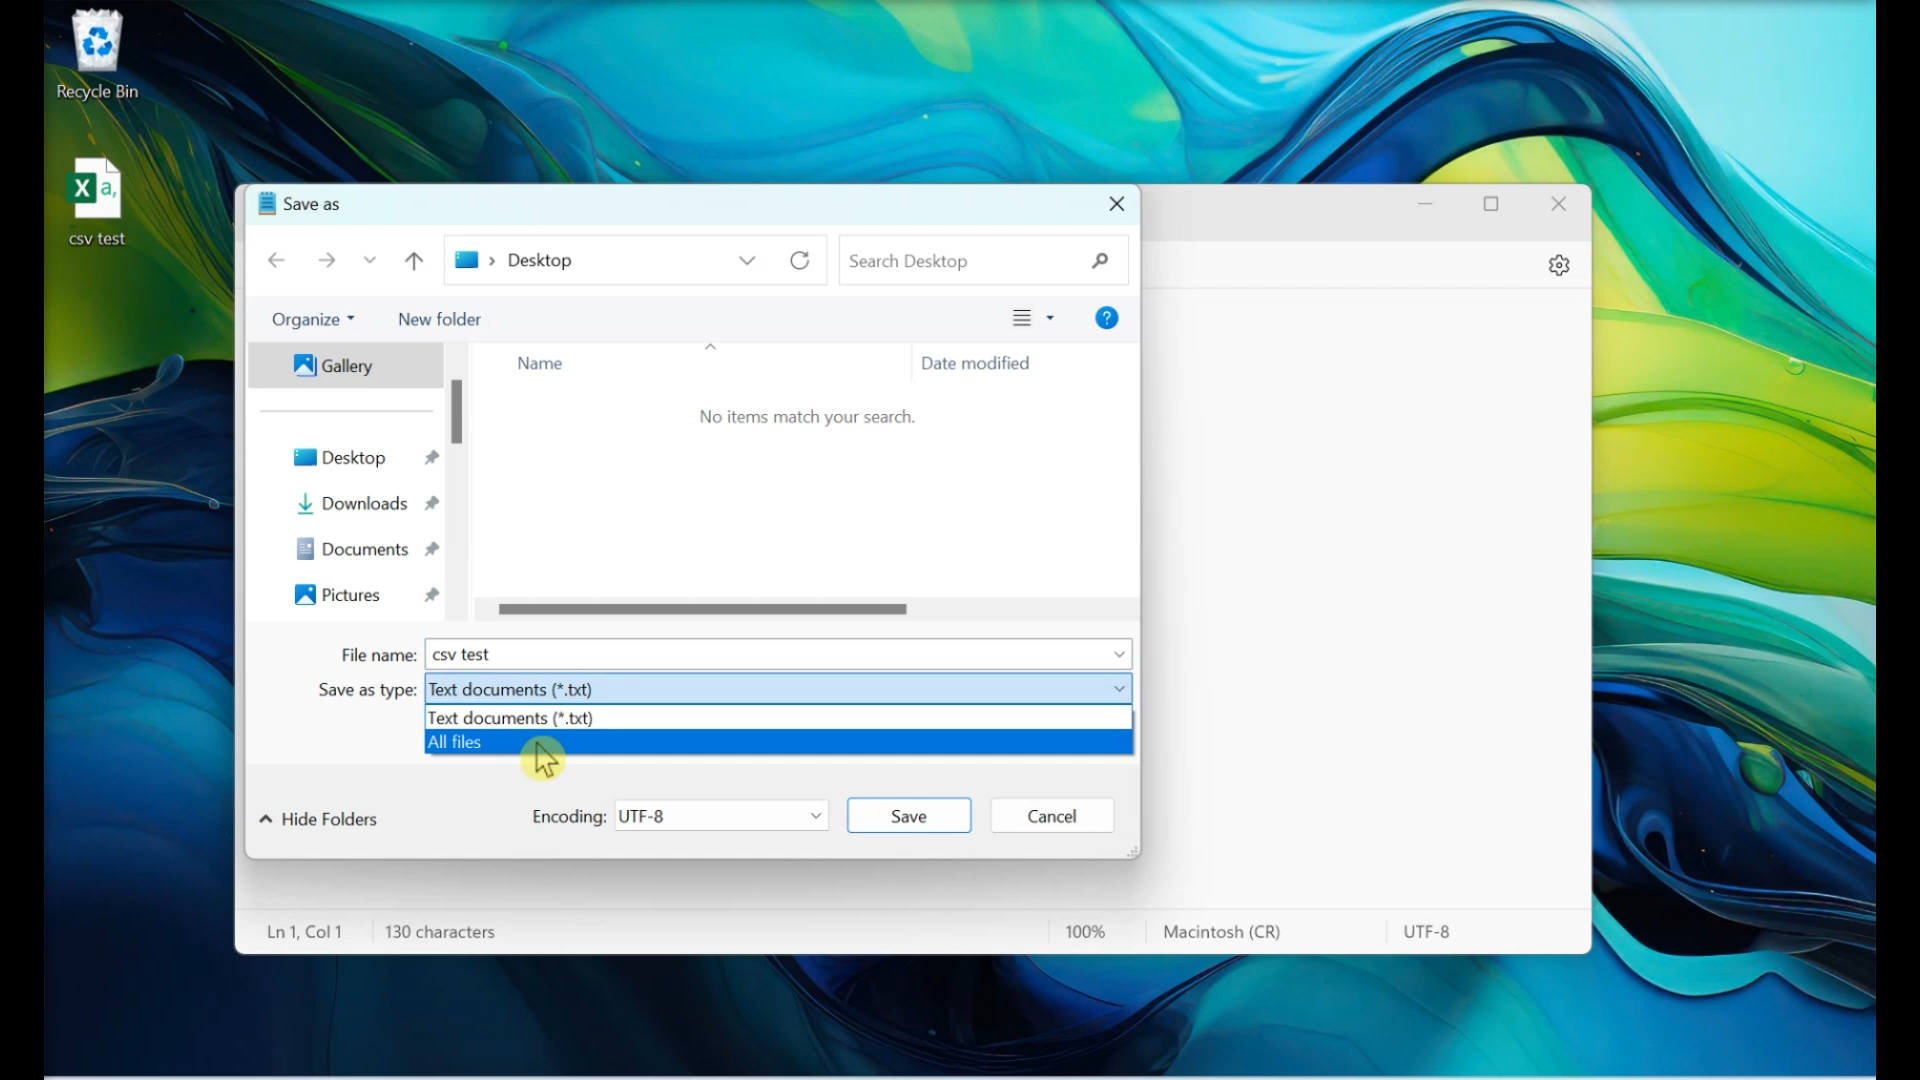 Recycle Bin
X a,
csv test
Save as
Desktop
Search Desktop
Organize
New folder
?
Gallery
Name
Date modified
No items match your search.
Desktop
Downloads
Documents
Pictures
File name: csv test
Save as type: Text documents (*.txt)
Text documents (*.txt)
All files
Hide Folders
Encoding: UTF-8
Save
Cancel
Ln 1, Col 1
130 characters
100%
Macintosh (CR)
UTF-8